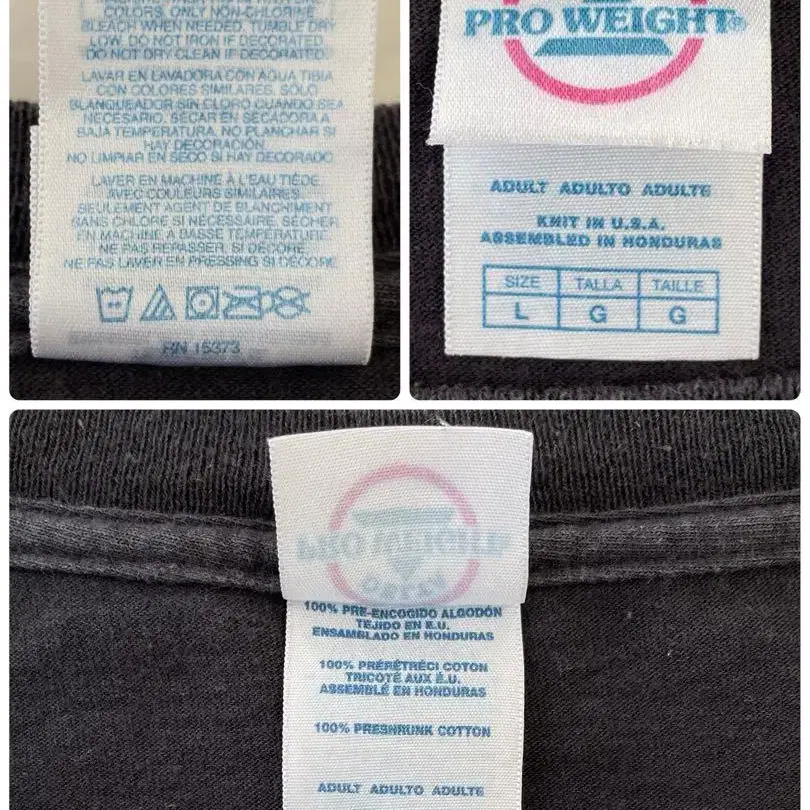 COLORS, ONLY NON-CHLORINE
BLEACH WHEN NEEDED, TUMBLE DRY
LOW, DO NOT IRON IF DECORATED
DO NOT DRY CLEAN IF DECORATED
LAVAR EN LAVADORA CON AGUA TIBIA
CON COLORES SIMILARES. SÓLO
BLANQUEADOR SIN CLORO CUANDO SEA
NECESARIO. SECAR EN SECADORA A
BAJA TEMPERATURA. NO PLANCHAR SI
HAY DECORACIÓN
NO LIMPIAR EN SECO SI HAY DECORADO
LAVER EN MACHINE À L'EAU TIÈDE
AVEC COULEURS SIMILAIRES.
SEULEMENT AGENT DE BLANCHIMENT
SANS CHLORE SI NÉCESSAIRE, SÉCHER
EN MACHINE À BASSE TEMPÉRATURE.
NE PAS REPASSER, SI DÉCORÉ
NE PAS LAVER EN PRESSING SI DÉCORÉ
RN 15373
PRO WEIGHT®
ADULT ADULTO ADULTE
KNIT IN U.S.A.
ASSEMBLED IN HONDURAS
SIZE TALLA TAILLE
L G G
PRO WEIGHT
DELTA
100% PRE-ENCOGIDO ALGODÓN
TEJIDO EN E.U.
ENSAMBLADO EN HONDURAS
100% PRÉRÉTRÉCI COTON
TRICOTÉ AUX É.U.
ASSEMBLÉ EN HONDURAS
100% PRESHRUNK COTTON
ADULT ADULTO ADULTE